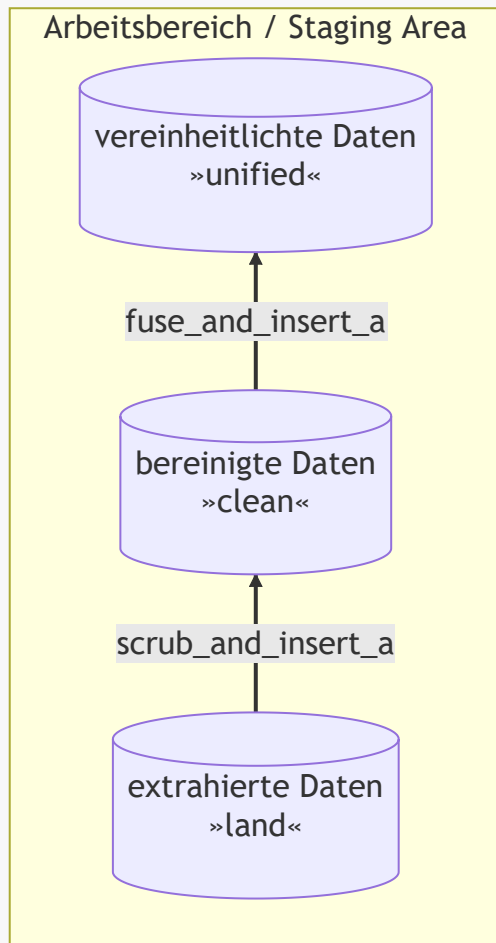 Arbeitsbereich / Staging Area
vereinheitlichte Daten
»unified«
fuse_and_insert_a
bereinigte Daten
»clean«
scrub_and_insert_a
extrahierte Daten
»land«